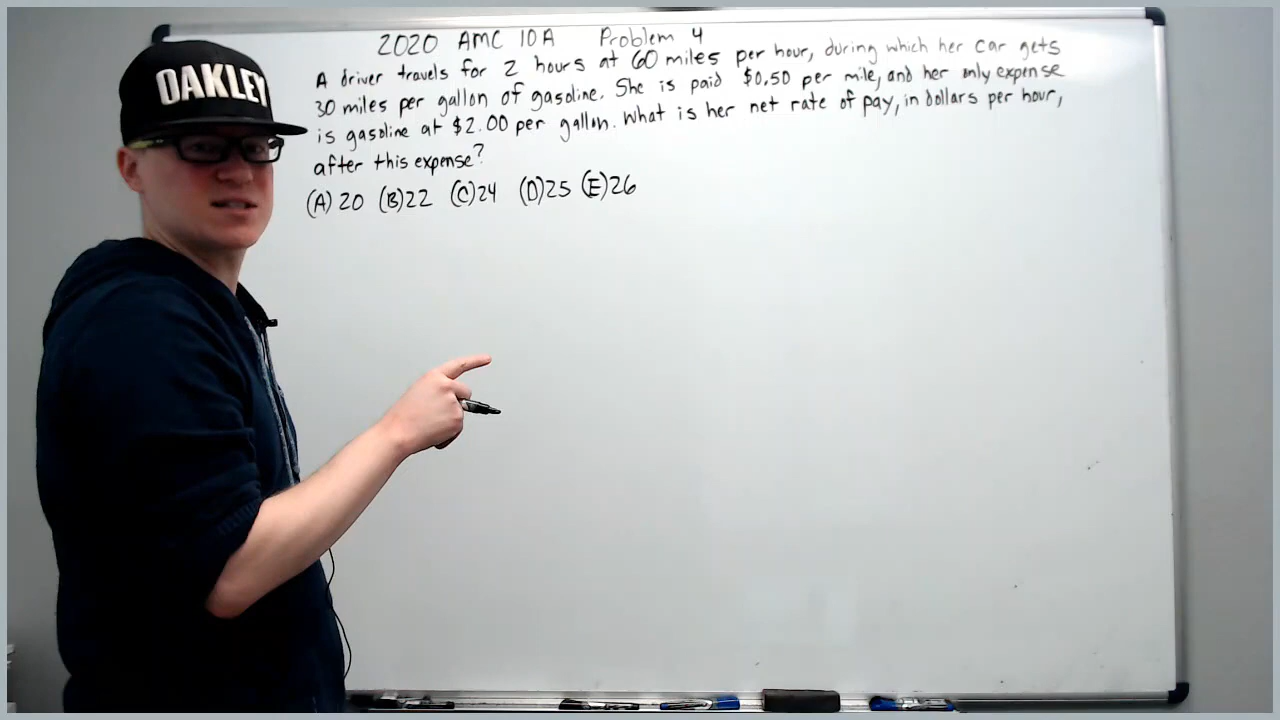 2020 AMC 10A Problem 4
A driver travels for 2 hours at 60 miles per hour, during which her car gets
30 miles per gallon of gasoline. She is paid $0.50 per mile, and her only expense
is gasoline at $2.00 per gallon. What is her net rate of pay, in dollars per hour,
after this expense?
(A) 20 (B) 22 (C) 24 (D) 25 (E) 26
OAKLEY